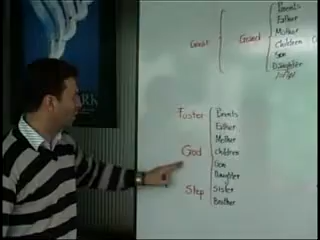 Parents
Father
Mother
Great Grand Children
Son
Daughter
RK
Foster Parents
Father
Mother
God Children
Son
Daughter
Step Sister
Brother